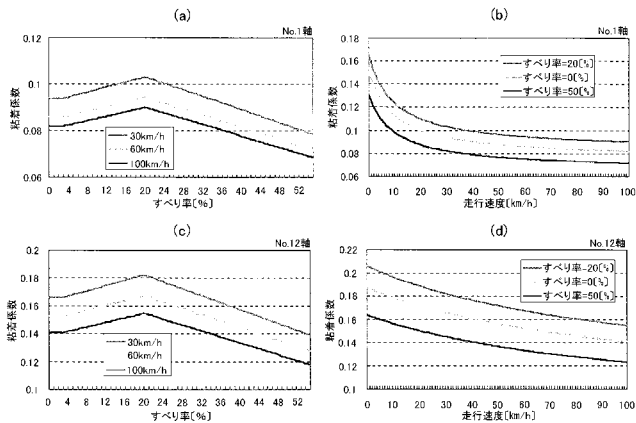 (a)
No.1軸
0.12
0.1
0.08
0.06
粘着係数
30km/h
60km/h
100km/h
0 4 8 12 16 20 24 28 32 36 40 44 48 52
すべり率[%]
(b)
No.1軸
0.18
0.16
0.14
0.12
0.1
0.08
0.06
粘着係数
すべり率=20[%]
すべり率=0[%]
すべり率=50[%]
0 10 20 30 40 50 60 70 80 90 100
走行速度[km/h]
(c)
No.12軸
0.2
0.18
0.16
0.14
0.12
0.1
粘着係数
30km/h
60km/h
100km/h
0 4 8 12 16 20 24 28 32 36 40 44 48 52
すべり率[%]
(d)
No.12軸
0.22
0.2
0.18
0.16
0.14
0.12
0.1
粘着係数
すべり率=20[%]
すべり率=0[%]
すべり率=50[%]
0 10 20 30 40 50 60 70 80 90 100
走行速度[km/h]